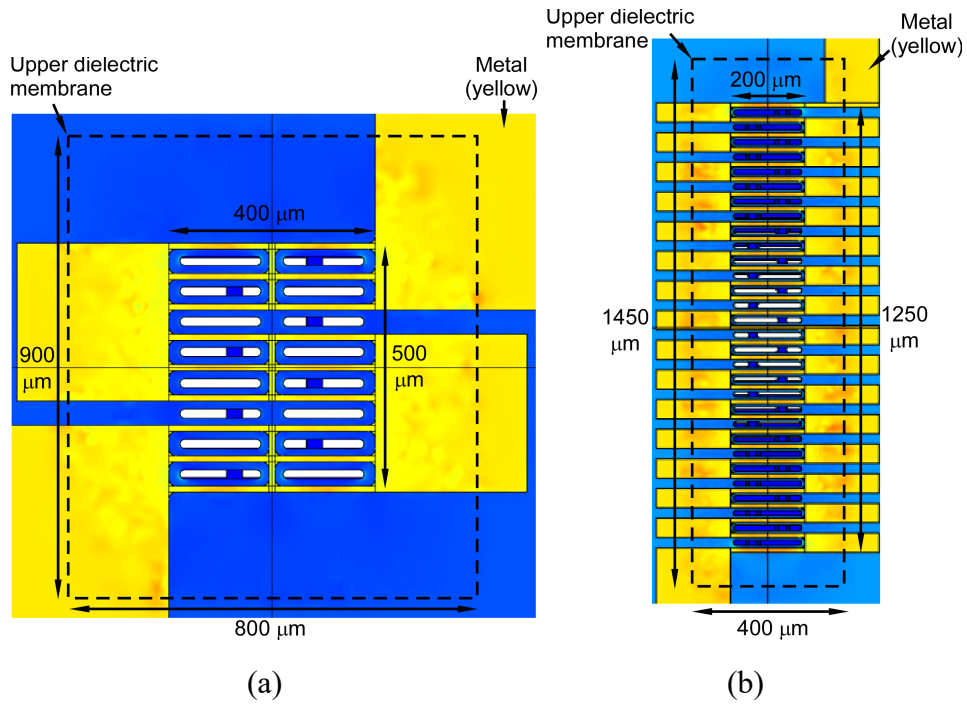 Upper dielectric
membrane
Metal
(yellow)
400 μm
900
μm
500
μm
800 μm
(a)
Upper dielectric
membrane
Metal
(yellow)
200 μm
1450
μm
1250
μm
400 μm
(b)